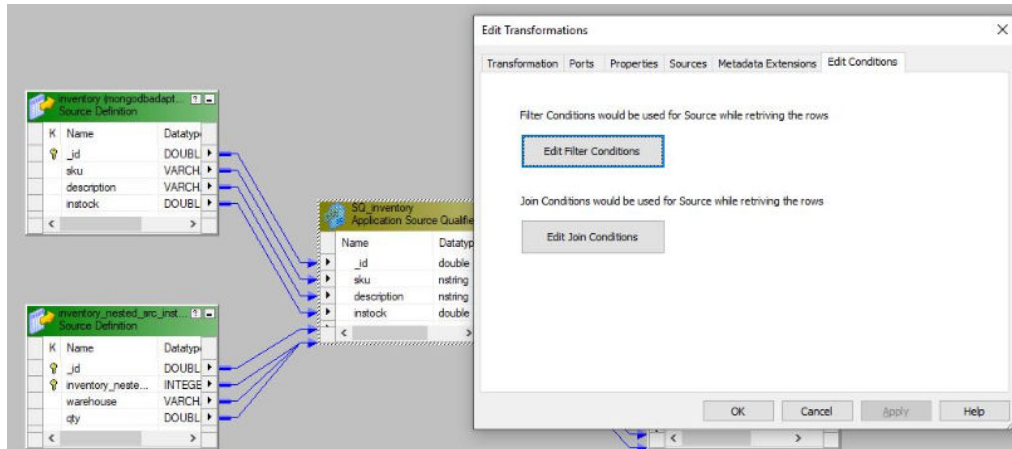 inventory (mongodbadapt...
Source Definition
K Name Datatyp
_id DOUBL
sku VARCH
description VARCH
instock DOUBL
inventory_nested_src_inst...
Source Definition
K Name Datatyp
_id DOUBL
inventory_neste... INTEGE
warehouse VARCH
qty DOUBL
SQ_inventory
Application Source Qualifie
Name Datatyp
_id double
sku nstring
description nstring
instock double
Edit Transformations
Transformation Ports Properties Sources Metadata Extensions Edit Conditions
Filter Conditions would be used for Source while retriving the rows
Edit Filter Conditions
Join Conditions would be used for Source while retriving the rows
Edit Join Conditions
OK Cancel Apply Help